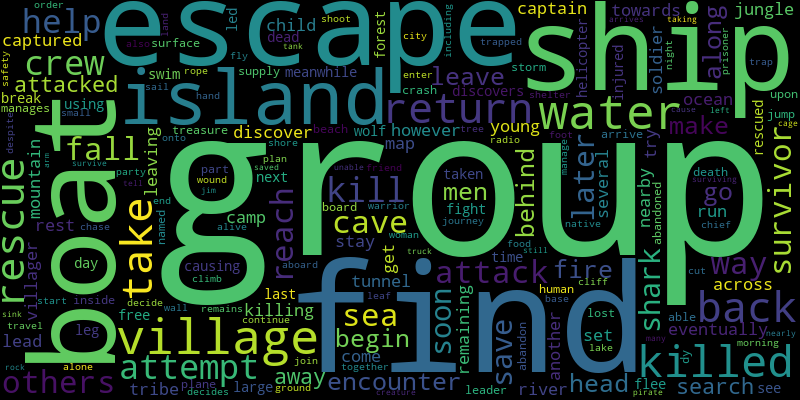 escape
ship
group
find
boat
island
help
child
captain
towards
jungle
along
order
land
shoot
also
surface
led
dead
forest
city
including
trapped
helicopter
injured
soldier
ocean
trap
captured
crew
attacked
break
manages
safety
using
small
swim
supply
meanwhile
fly
rope
tank
enter
crash
leave
discovers
storm
arrives
shelter
night
taking
prisoner
upon
jump
cage
sail
hand
return
water
despite
onto
treasure
discover
wolf
however
beach
tree
young
radio
foot
arrive
cause
left
make
try
rescued
fall
leaving
mountain
rescue
survive
party
tell
arm
shore
plan
saved
unable
friend
map
behind
manage
later
several
nearby
abandoned
death
surviving
go
run
chief
survivor
take
part
wound
jim
next
camp
alive
named
end
reach
kill
board
warrior
taken
men
fight
journey
cave
stay
woman
native
way
rest
chase
day
villager
start
inside
causing
climb
wall
decide
free
remains
aboard
truck
get
time
food
still
attack
fire
cliff
human
base
shark
across
back
village
killing
last
tunnel
leaf
sea
soon
remaining
save
abandon
another
lost
set
lake
able
many
cut
eventually
nearly
morning
sink
travel
leg
lead
continue
join
begin
come
together
attempt
rock
alone
others
tribe
plane
decides
large
ground
away
encounter
creature
leader
river
head
pirate
flee
by
killed
search
see